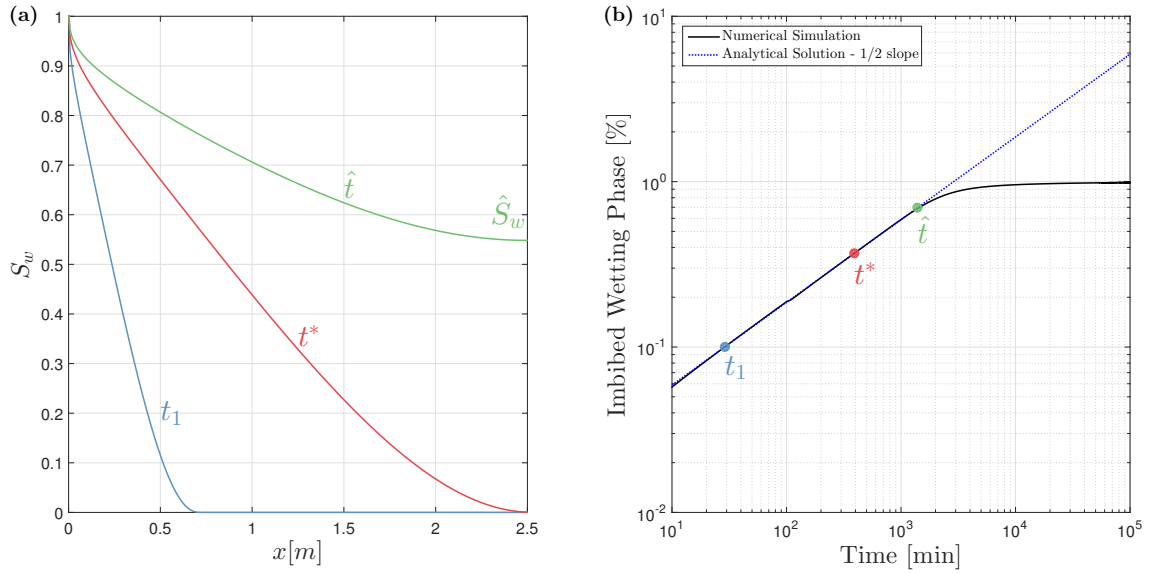 (a)
1
0.9
0.8
0.7
0.6
0.5
0.4
0.3
0.2
0.1
0
S_w
t̂
Ŝ_w
t*
t_1
0 0.5 1 1.5 2 2.5
x[m]
(b)
10^1
10^0
10^-1
10^-2
Imbibed Wetting Phase [%]
Numerical Simulation
Analytical Solution - 1/2 slope
t̂
t*
t_1
10^1 10^2 10^3 10^4 10^5
Time [min]